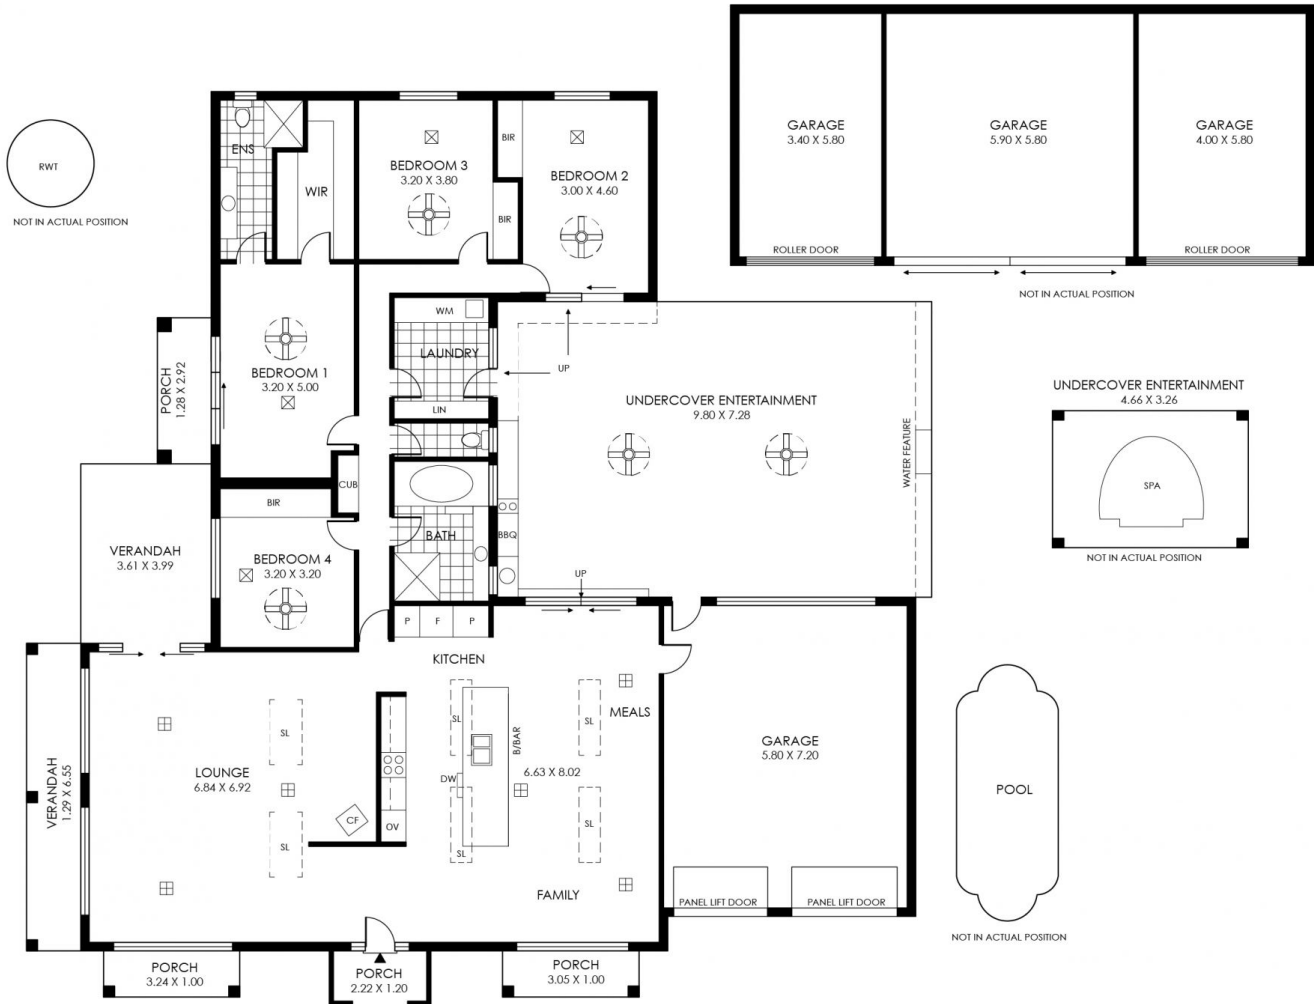 GARAGE
3.40 X 5.80
GARAGE
5.90 X 5.80
GARAGE
4.00 X 5.80
ROLLER DOOR
ROLLER DOOR
NOT IN ACTUAL POSITION
RWT
NOT IN ACTUAL POSITION
ENS
WIR
BEDROOM 3
3.20 X 3.80
BIR
BIR
BEDROOM 2
3.00 X 4.60
WM
LAUNDRY
LIN
UP
BEDROOM 1
3.20 X 5.00
PORCH
1.28 X 2.92
UNDERCOVER ENTERTAINMENT
9.80 X 7.28
WATER FEATURE
UNDERCOVER ENTERTAINMENT
4.66 X 3.26
SPA
NOT IN ACTUAL POSITION
CUB
BIR
BATH
BBQ
VERANDAH
3.61 X 3.99
BEDROOM 4
3.20 X 3.20
UP
P
F
P
KITCHEN
MEALS
SL
SL
SL
B/BAR
VERANDAH
1.29 X 6.55
LOUNGE
6.84 X 6.92
DW
6.63 X 8.02
GARAGE
5.80 X 7.20
POOL
CF
OV
SL
SL
SL
FAMILY
PANEL LIFT DOOR
PANEL LIFT DOOR
NOT IN ACTUAL POSITION
PORCH
3.24 X 1.00
PORCH
2.22 X 1.20
PORCH
3.05 X 1.00